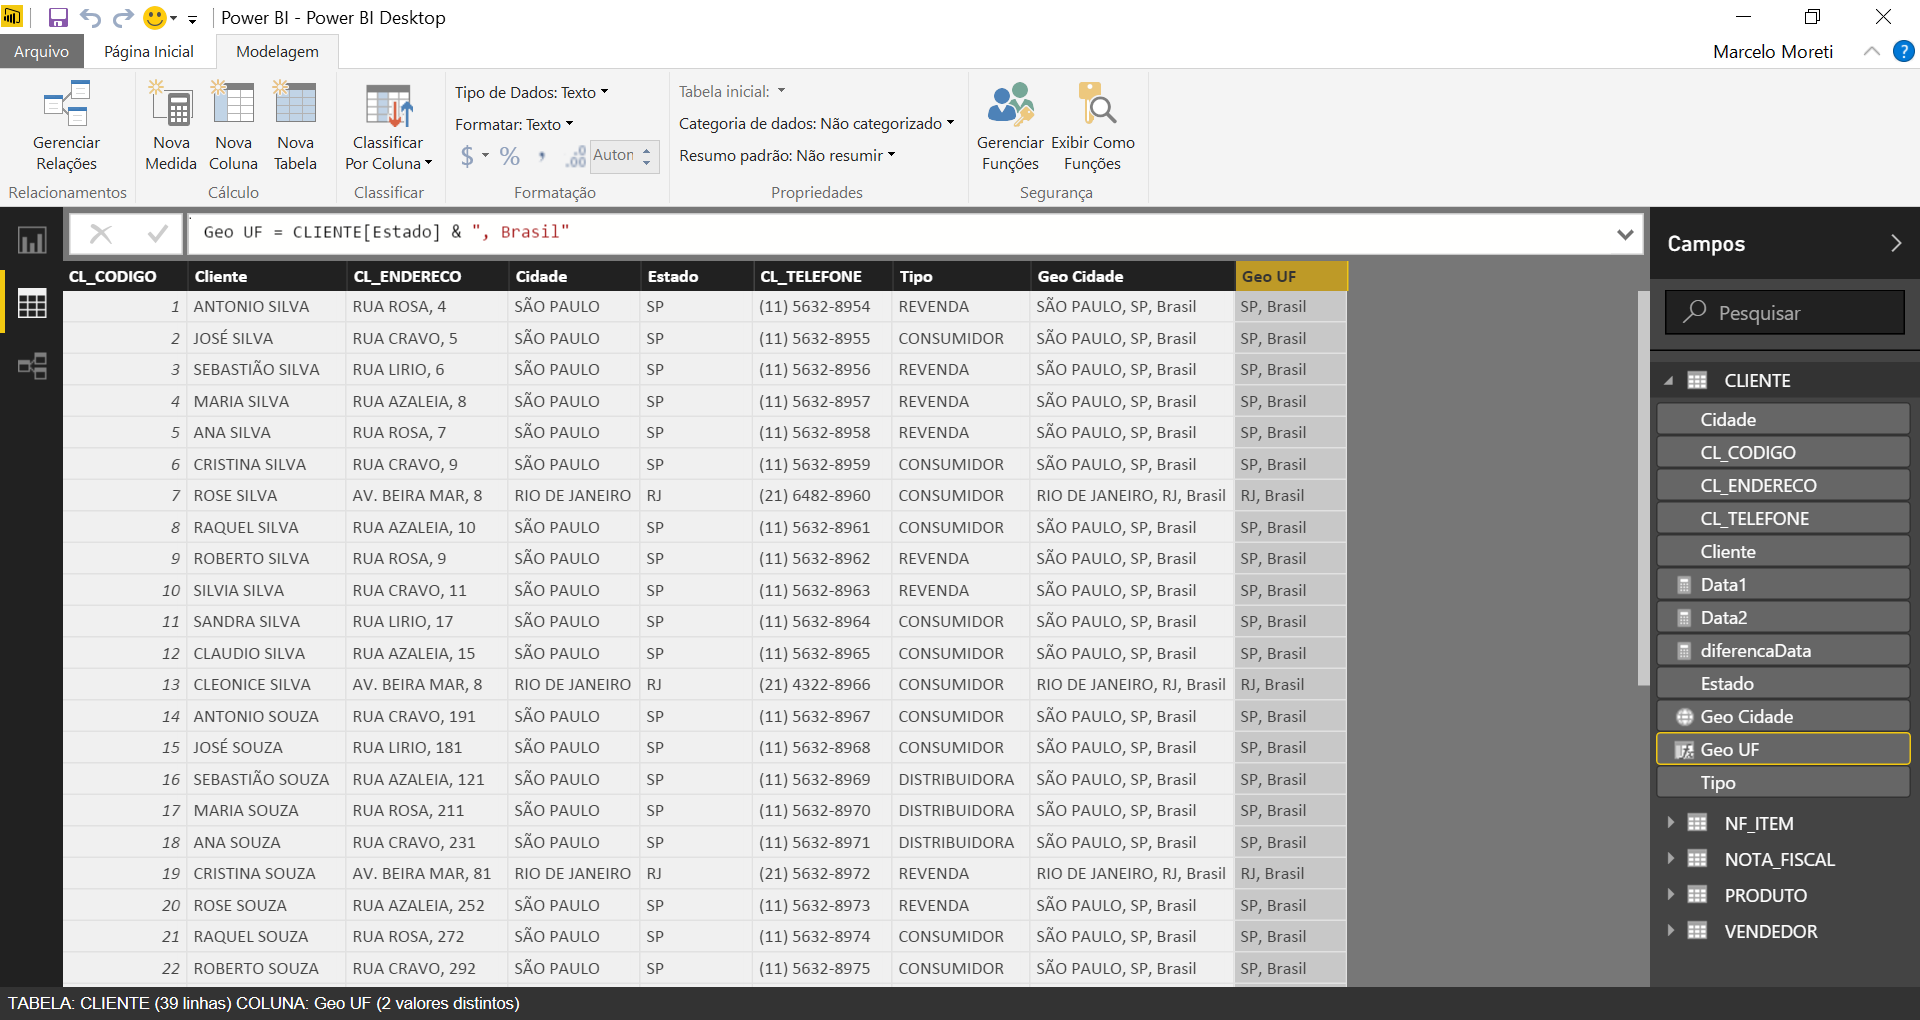 Power BI - Power BI Desktop
Arquivo Página Inicial Modelagem Marcelo Moreti ?
Gerenciar Relações
Nova Medida
Nova Coluna
Nova Tabela
Classificar Por Coluna
Tipo de Dados: Texto
Formatar: Texto
$ % , .00 Auton
Tabela inicial:
Categoria de dados: Não categorizado
Resumo padrão: Não resumir
Gerenciar Funções
Exibir Como Funções
Relacionamentos Cálculo Classificar Formatação Propriedades Segurança
Geo UF = CLIENTE[Estado] & ", Brasil"
CL_CODIGO Cliente CL_ENDERECO Cidade Estado CL_TELEFONE Tipo Geo Cidade Geo UF
1 ANTONIO SILVA RUA ROSA, 4 SÃO PAULO SP (11) 5632-8954 REVENDA SÃO PAULO, SP, Brasil SP, Brasil
2 JOSÉ SILVA RUA CRAVO, 5 SÃO PAULO SP (11) 5632-8955 CONSUMIDOR SÃO PAULO, SP, Brasil SP, Brasil
3 SEBASTIÃO SILVA RUA LIRIO, 6 SÃO PAULO SP (11) 5632-8956 REVENDA SÃO PAULO, SP, Brasil SP, Brasil
4 MARIA SILVA RUA AZALEIA, 8 SÃO PAULO SP (11) 5632-8957 REVENDA SÃO PAULO, SP, Brasil SP, Brasil
5 ANA SILVA RUA ROSA, 7 SÃO PAULO SP (11) 5632-8958 REVENDA SÃO PAULO, SP, Brasil SP, Brasil
6 CRISTINA SILVA RUA CRAVO, 9 SÃO PAULO SP (11) 5632-8959 CONSUMIDOR SÃO PAULO, SP, Brasil SP, Brasil
7 ROSE SILVA AV. BEIRA MAR, 8 RIO DE JANEIRO RJ (21) 6482-8960 CONSUMIDOR RIO DE JANEIRO, RJ, Brasil RJ, Brasil
8 RAQUEL SILVA RUA AZALEIA, 10 SÃO PAULO SP (11) 5632-8961 CONSUMIDOR SÃO PAULO, SP, Brasil SP, Brasil
9 ROBERTO SILVA RUA ROSA, 9 SÃO PAULO SP (11) 5632-8962 REVENDA SÃO PAULO, SP, Brasil SP, Brasil
10 SILVIA SILVA RUA CRAVO, 11 SÃO PAULO SP (11) 5632-8963 REVENDA SÃO PAULO, SP, Brasil SP, Brasil
11 SANDRA SILVA RUA LIRIO, 17 SÃO PAULO SP (11) 5632-8964 CONSUMIDOR SÃO PAULO, SP, Brasil SP, Brasil
12 CLAUDIO SILVA RUA AZALEIA, 15 SÃO PAULO SP (11) 5632-8965 CONSUMIDOR SÃO PAULO, SP, Brasil SP, Brasil
13 CLEONICE SILVA AV. BEIRA MAR, 8 RIO DE JANEIRO RJ (21) 4322-8966 CONSUMIDOR RIO DE JANEIRO, RJ, Brasil RJ, Brasil
14 ANTONIO SOUZA RUA CRAVO, 191 SÃO PAULO SP (11) 5632-8967 CONSUMIDOR SÃO PAULO, SP, Brasil SP, Brasil
15 JOSÉ SOUZA RUA LIRIO, 181 SÃO PAULO SP (11) 5632-8968 CONSUMIDOR SÃO PAULO, SP, Brasil SP, Brasil
16 SEBASTIÃO SOUZA RUA AZALEIA, 121 SÃO PAULO SP (11) 5632-8969 DISTRIBUIDORA SÃO PAULO, SP, Brasil SP, Brasil
17 MARIA SOUZA RUA ROSA, 211 SÃO PAULO SP (11) 5632-8970 DISTRIBUIDORA SÃO PAULO, SP, Brasil SP, Brasil
18 ANA SOUZA RUA CRAVO, 231 SÃO PAULO SP (11) 5632-8971 DISTRIBUIDORA SÃO PAULO, SP, Brasil SP, Brasil
19 CRISTINA SOUZA AV. BEIRA MAR, 81 RIO DE JANEIRO RJ (21) 5632-8972 REVENDA RIO DE JANEIRO, RJ, Brasil RJ, Brasil
20 ROSE SOUZA RUA AZALEIA, 252 SÃO PAULO SP (11) 5632-8973 REVENDA SÃO PAULO, SP, Brasil SP, Brasil
21 RAQUEL SOUZA RUA ROSA, 272 SÃO PAULO SP (11) 5632-8974 CONSUMIDOR SÃO PAULO, SP, Brasil SP, Brasil
22 ROBERTO SOUZA RUA CRAVO, 292 SÃO PAULO SP (11) 5632-8975 CONSUMIDOR SÃO PAULO, SP, Brasil SP, Brasil
Campos
Pesquisar
CLIENTE
Cidade
CL_CODIGO
CL_ENDERECO
CL_TELEFONE
Cliente
Data1
Data2
diferencaData
Estado
Geo Cidade
Geo UF
Tipo
NF_ITEM
NOTA_FISCAL
PRODUTO
VENDEDOR
TABELA: CLIENTE (39 linhas) COLUNA: Geo UF (2 valores distintos)